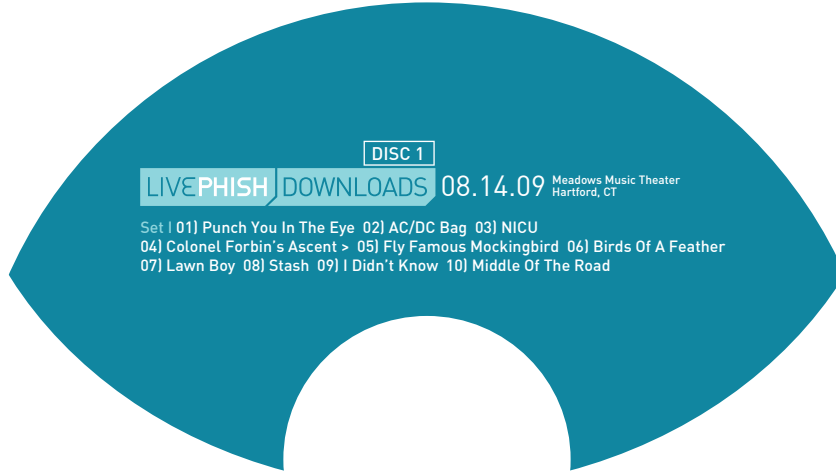 DISC 1
LIVEPHISH DOWNLOADS 08.14.09 Meadows Music Theater
Hartford, CT
Set I 01) Punch You In The Eye 02) AC/DC Bag 03) NICU
04) Colonel Forbin's Ascent > 05) Fly Famous Mockingbird 06) Birds Of A Feather
07) Lawn Boy 08) Stash 09) I Didn't Know 10) Middle Of The Road